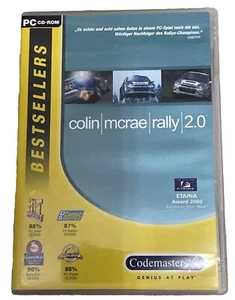 PC CD-ROM
„So schön und echt sahen Autos in einem PC-Spiel noch nie aus.
Würdiger Nachfolger des Rallye-Champions."
GAMESTAR
BESTSELLERS
colin | mcrae | rally | 2.0
ETAINA
Award 2000
88%
87%
90%
88%
Codemasters
GENIUS AT PLAY